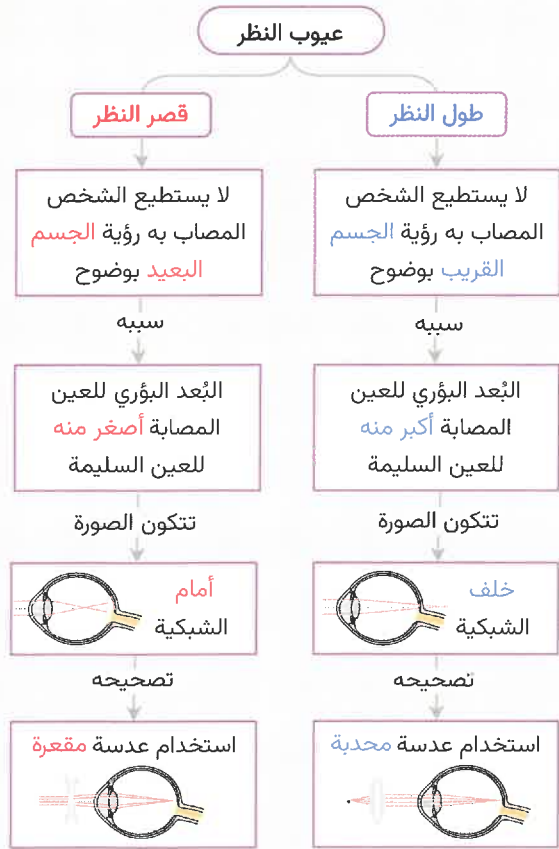 عيوب النظر
طول النظر
لا يستطيع الشخص
المصاب به رؤية الجسم
القريب بوضوح
سببه
البُعد البؤري للعين
المصابة أكبر منه
للعين السليمة
تتكون الصورة
خلف
الشبكية
تصحيحه
استخدام عدسة محدبة
قصر النظر
لا يستطيع الشخص
المصاب به رؤية الجسم
البعيد بوضوح
سببه
البُعد البؤري للعين
المصابة أصغر منه
للعين السليمة
تتكون الصورة
أمام
الشبكية
تصحيحه
استخدام عدسة مقعرة